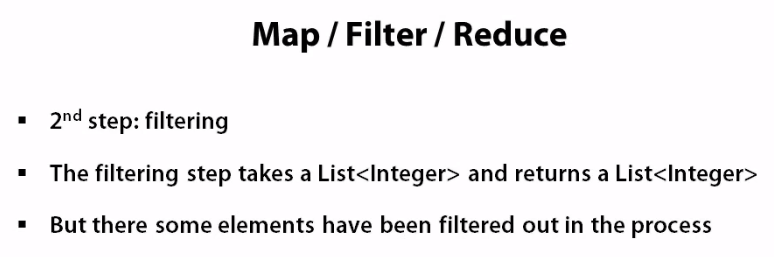 Map / Filter / Reduce
▪ 2nd step: filtering
▪ The filtering step takes a List<Integer> and returns a List<Integer>
▪ But there some elements have been filtered out in the process